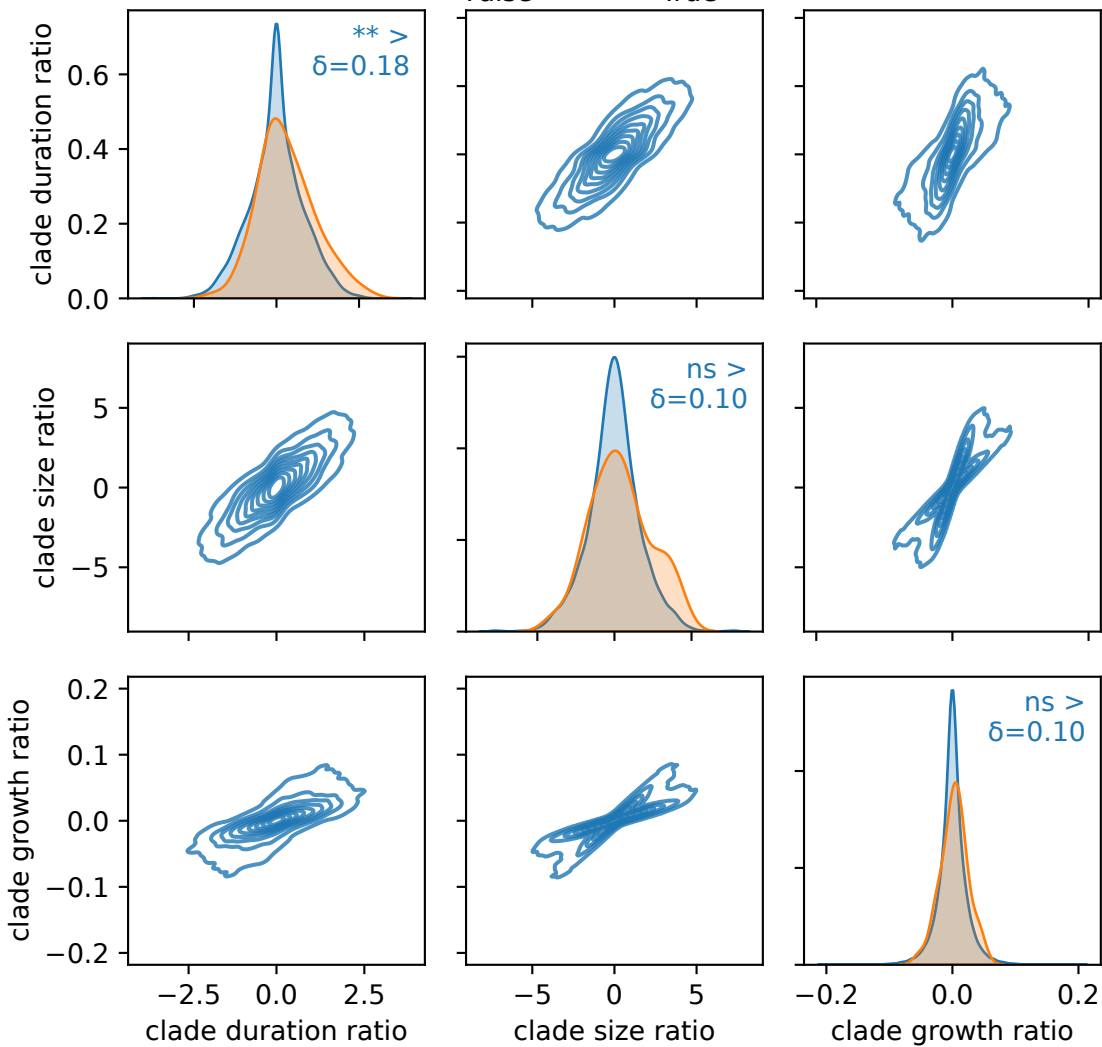 clade duration ratio
0.6
0.4
0.2
0.0
** >
δ=0.18
clade size ratio
5
0
−5
ns >
δ=0.10
clade growth ratio
0.2
0.1
0.0
−0.1
−0.2
ns >
δ=0.10
−2.5 0.0 2.5
−5 0 5
−0.2 0.0 0.2
clade duration ratio
clade size ratio
clade growth ratio